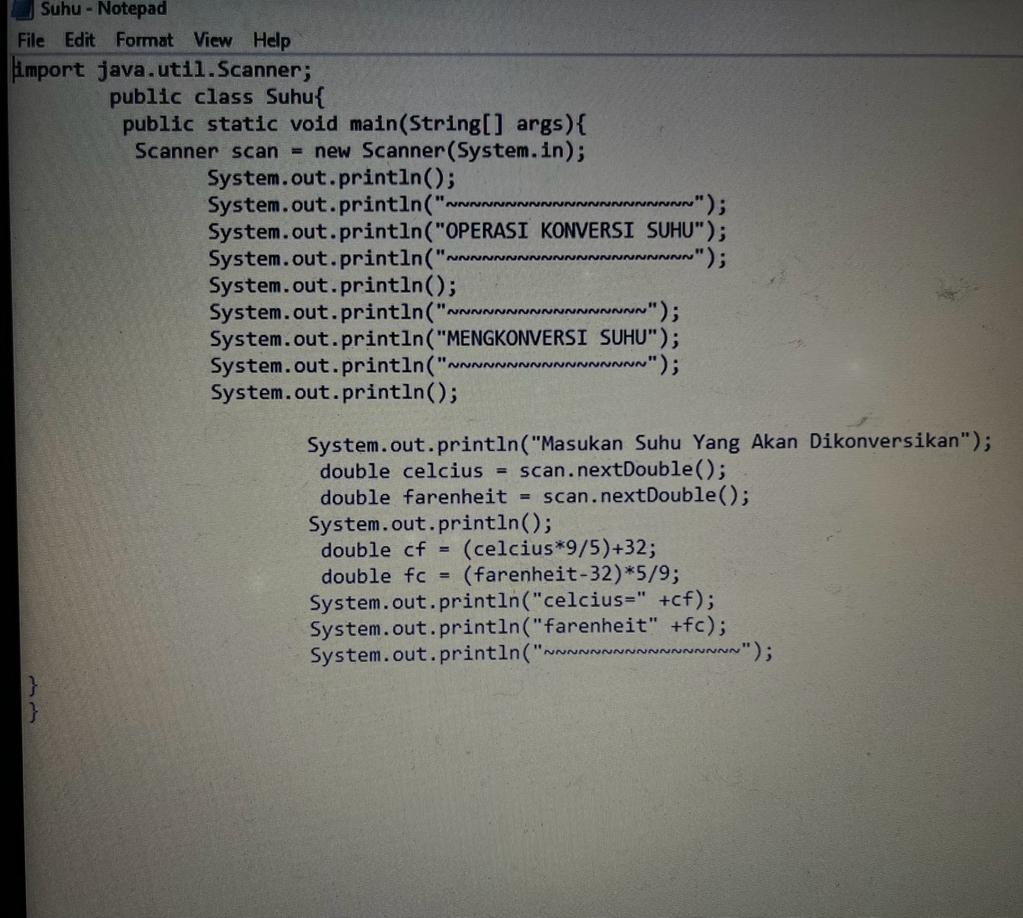 Suhu - Notepad
File Edit Format View Help
import java.util.Scanner;
public class Suhu{
public static void main(String[] args){
Scanner scan = new Scanner(System.in);
System.out.println();
System.out.println("~~~~~~~~~~~~~~~~~~~~~");
System.out.println("OPERASI KONVERSI SUHU");
System.out.println("~~~~~~~~~~~~~~~~~~~~~");
System.out.println();
System.out.println("~~~~~~~~~~~~~~~~~");
System.out.println("MENGKONVERSI SUHU");
System.out.println("~~~~~~~~~~~~~~~~~");
System.out.println();
System.out.println("Masukan Suhu Yang Akan Dikonversikan");
double celcius = scan.nextDouble();
double farenheit = scan.nextDouble();
System.out.println();
double cf = (celcius*9/5)+32;
double fc = (farenheit-32)*5/9;
System.out.println("celcius=" +cf);
System.out.println("farenheit" +fc);
System.out.println("~~~~~~~~~~~~~~~~~");
}
}